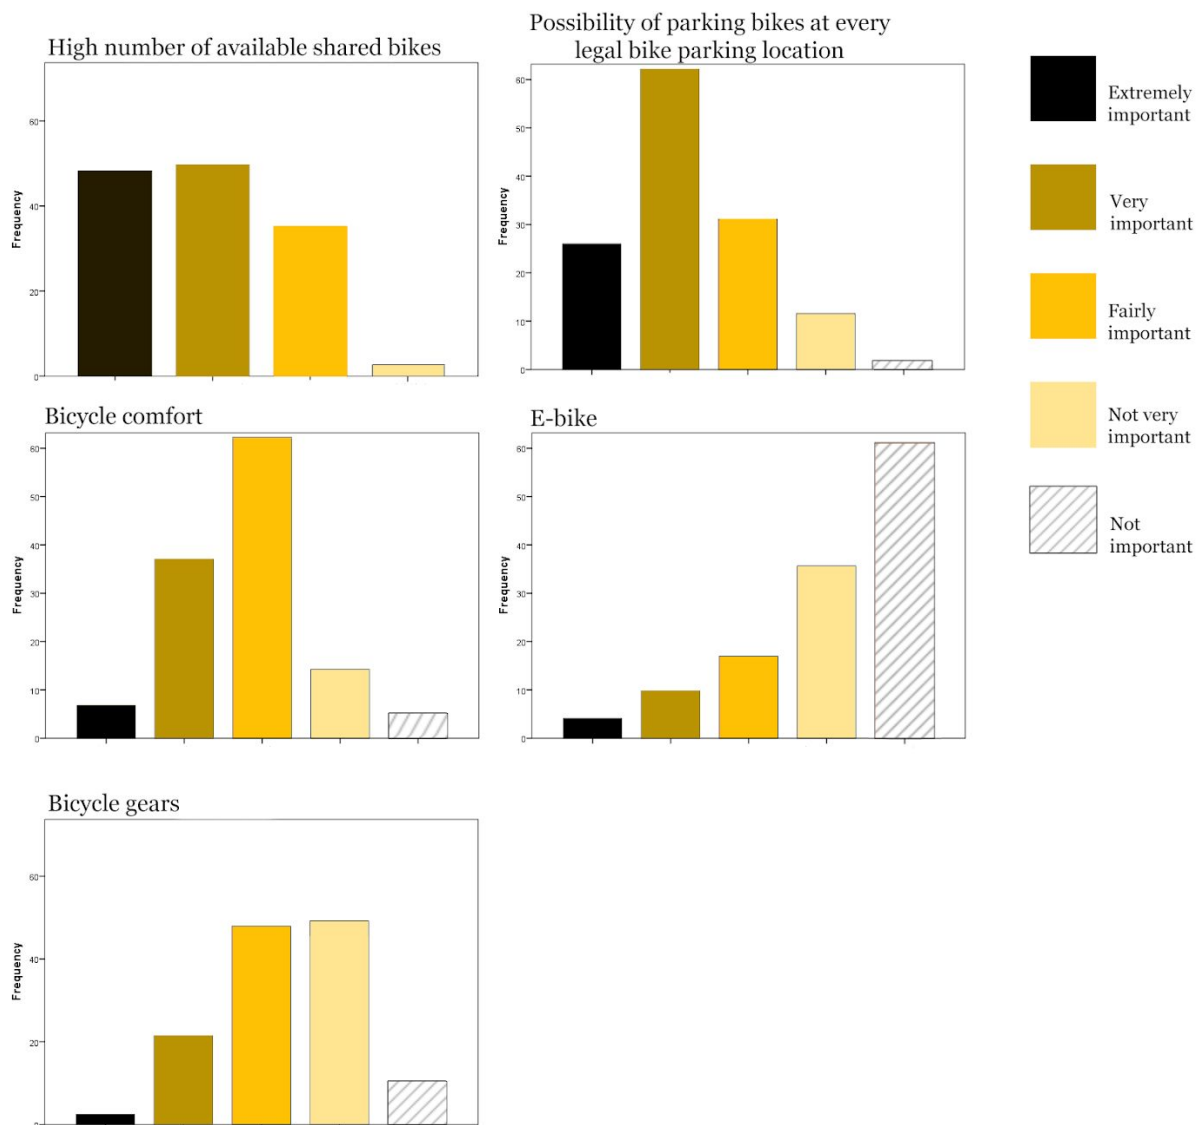 High number of available shared bikes
Frequency
60
40
20
0
Possibility of parking bikes at every
legal bike parking location
Frequency
60
50
40
30
20
10
0
Extremely
important
Very
important
Fairly
important
Not very
important
Not
important
Bicycle comfort
Frequency
60
50
40
30
20
10
0
E-bike
Frequency
60
50
40
30
20
10
0
Bicycle gears
Frequency
60
40
20
0